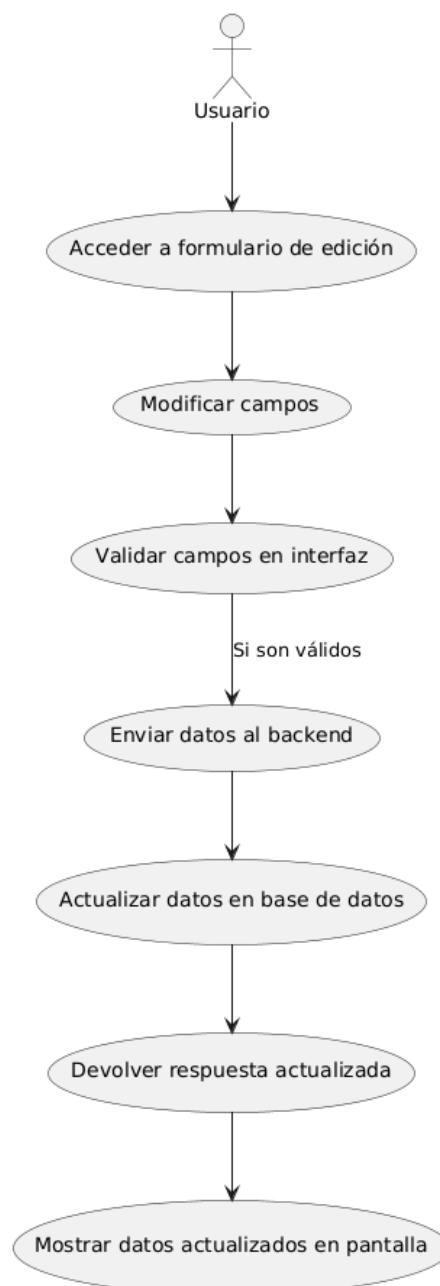 Usuario
Acceder a formulario de edición
Modificar campos
Validar campos en interfaz
Si son válidos
Enviar datos al backend
Actualizar datos en base de datos
Devolver respuesta actualizada
Mostrar datos actualizados en pantalla